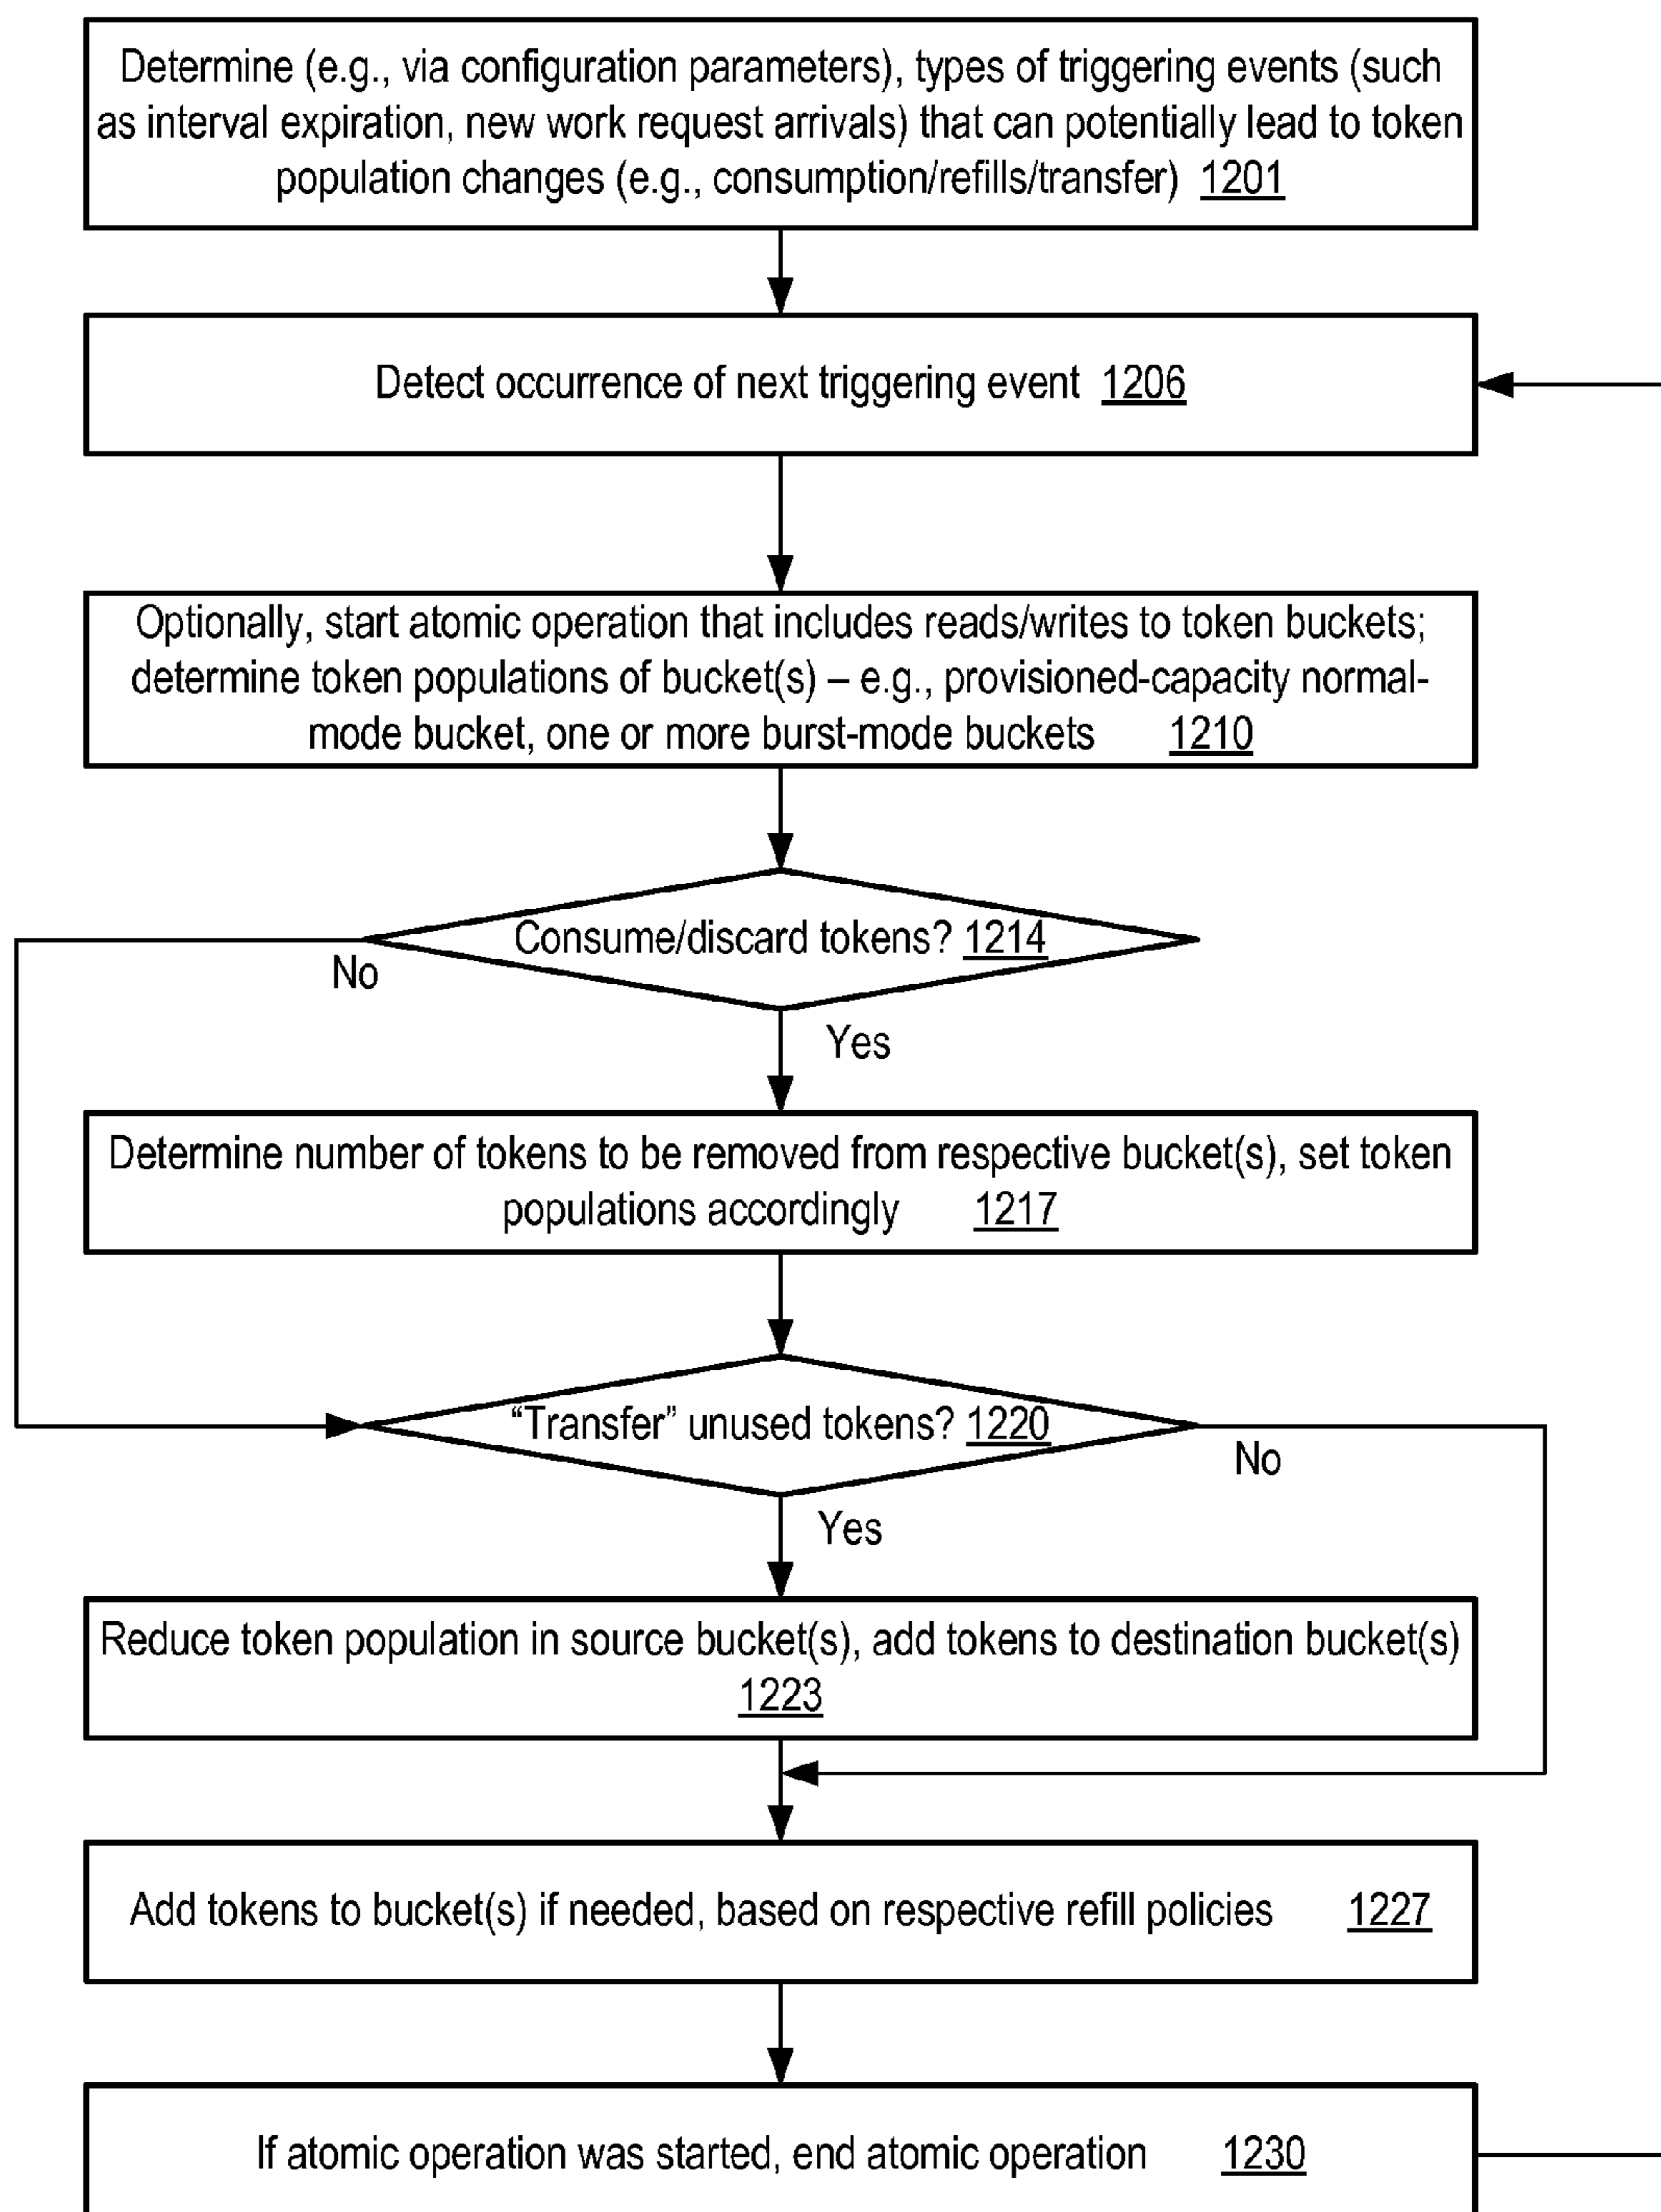 Determine (e.g., via configuration parameters), types of triggering events (such
as interval expiration, new work request arrivals) that can potentially lead to token
population changes (e.g., consumption/refills/transfer) 1201
Detect occurrence of next triggering event 1206
Optionally, start atomic operation that includes reads/writes to token buckets;
determine token populations of bucket(s) – e.g., provisioned-capacity normal-
mode bucket, one or more burst-mode buckets 1210
Consume/discard tokens? 1214
No
Yes
Determine number of tokens to be removed from respective bucket(s), set token
populations accordingly 1217
“Transfer” unused tokens? 1220
No
Yes
Reduce token population in source bucket(s), add tokens to destination bucket(s)
1223
Add tokens to bucket(s) if needed, based on respective refill policies 1227
If atomic operation was started, end atomic operation 1230